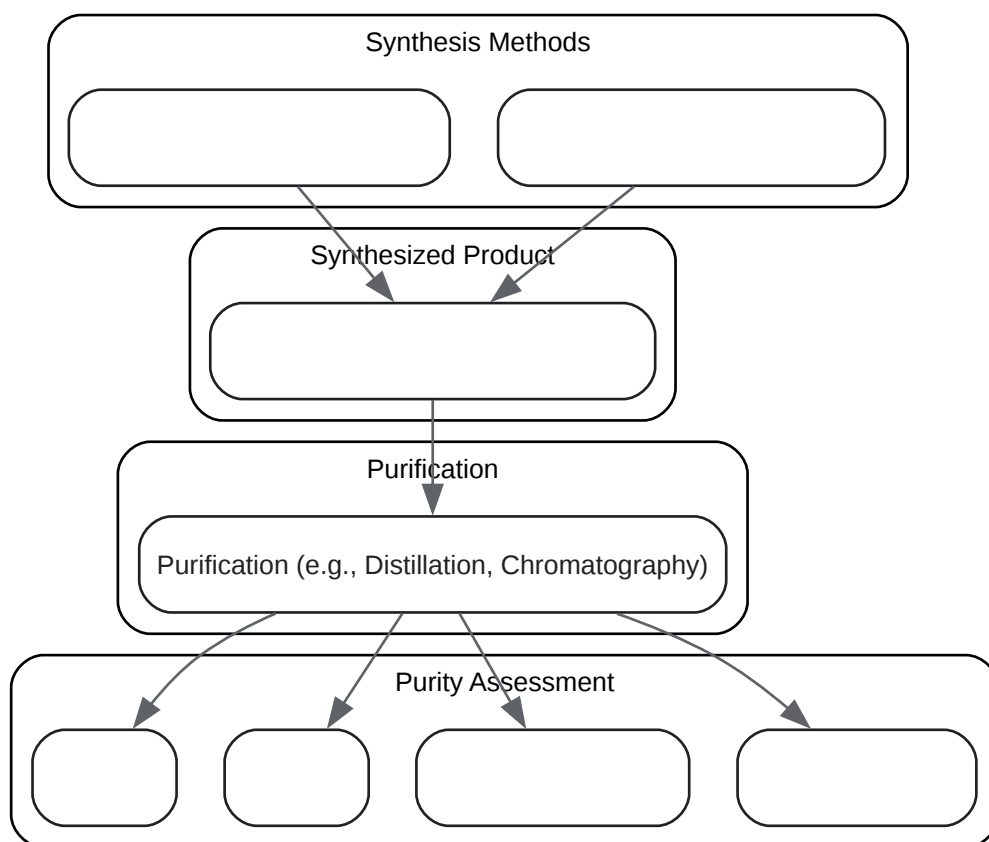 Synthesis Methods
Synthesized Product
Purification
Purification (e.g., Distillation, Chromatography)
Purity Assessment